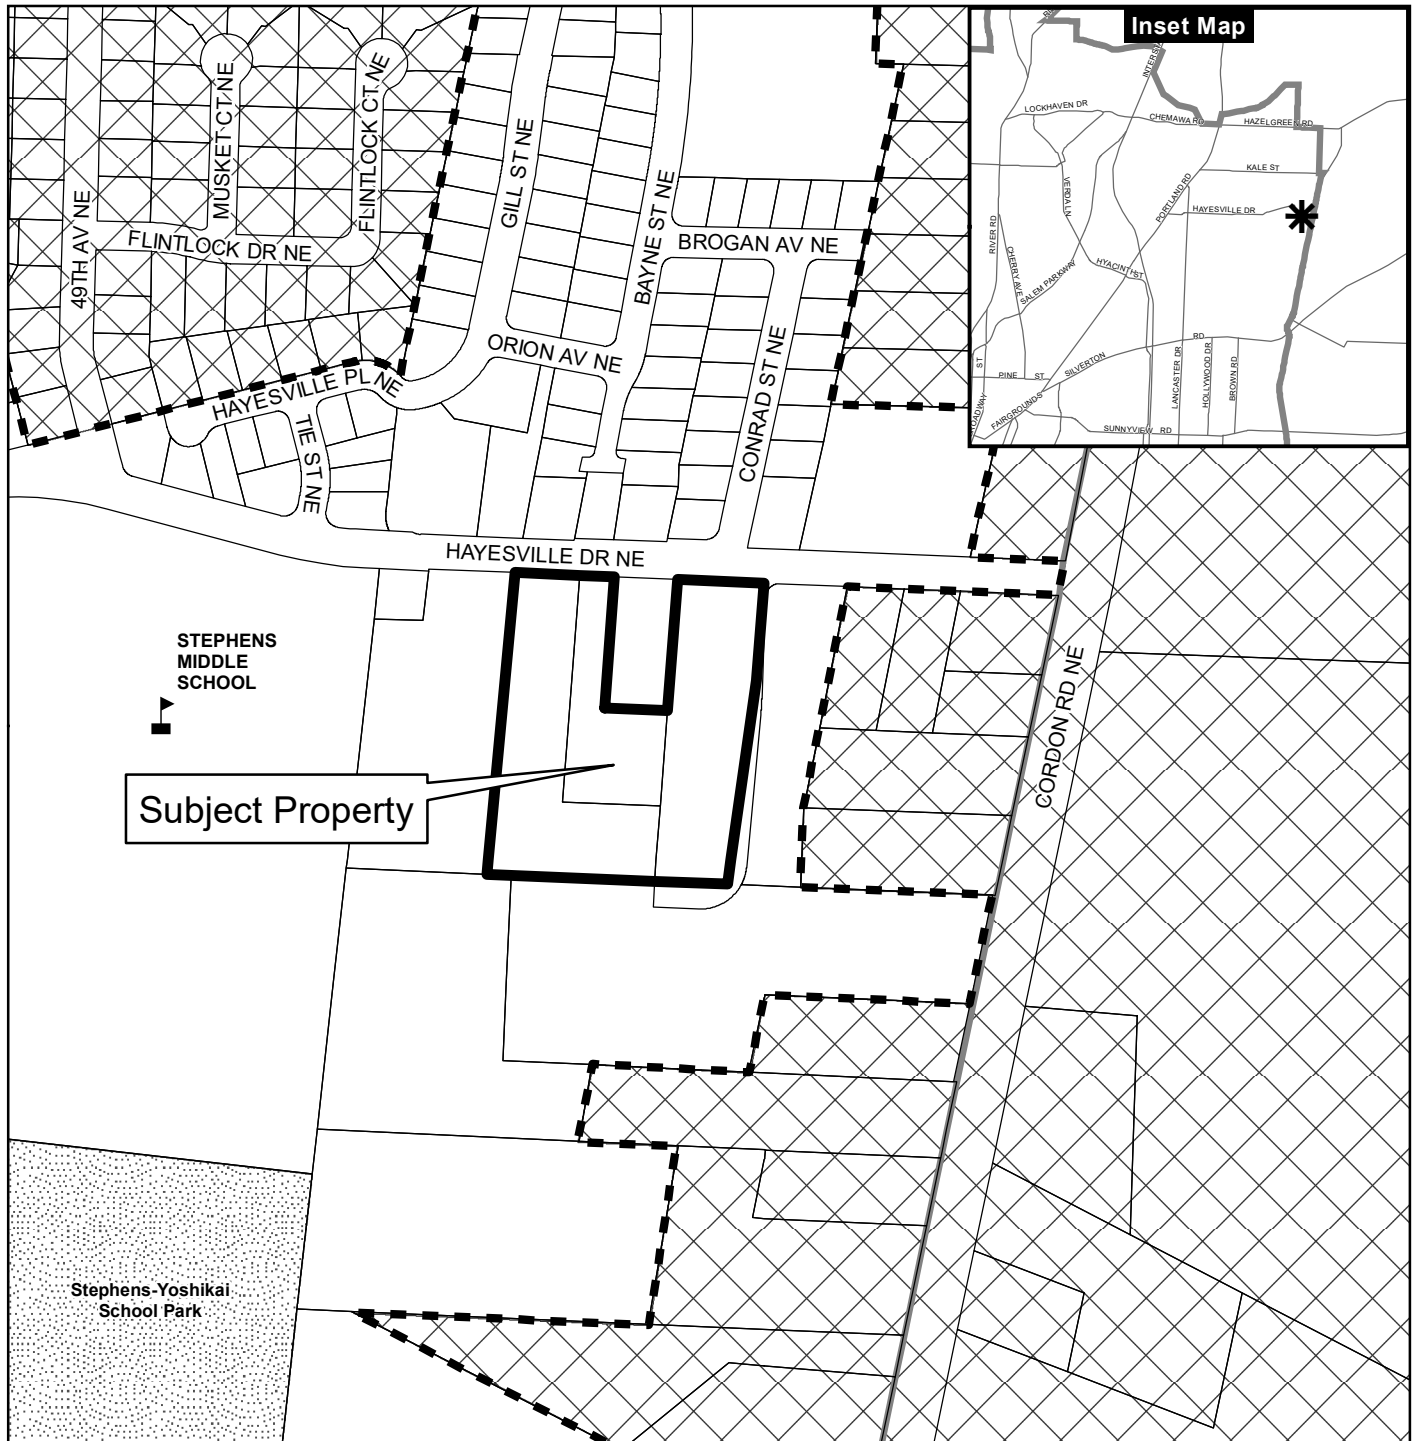 Inset Map
INTERSTA
LOCKHAVEN DR
CHEMAWA RD
HAZELGREEN RD
KALE ST
VERDA LN
PORTLAND RD
HAYESVILLE DR
RIVER RD
CHERRY AVE
SALEM PARKWAY
HYACINTH ST
SILVERTON
RD
PINE
ST
ST
LANCASTER DR
HOLLYWOOD DR
BROWN RD
ROADWAY
FAIRGROUNDS
SUNNYVIEW RD
MUSKET CT NE
FLINTLOCK CT NE
GILL ST NE
BAYNE ST NE
49TH AV NE
FLINTLOCK DR NE
BROGAN AV NE
ORION AV NE
HAYESVILLE PL NE
TIE ST NE
CONRAD ST NE
HAYESVILLE DR NE
CORDON RD NE
STEPHENS
MIDDLE
SCHOOL
Subject Property
Stephens-Yoshikai
School Park